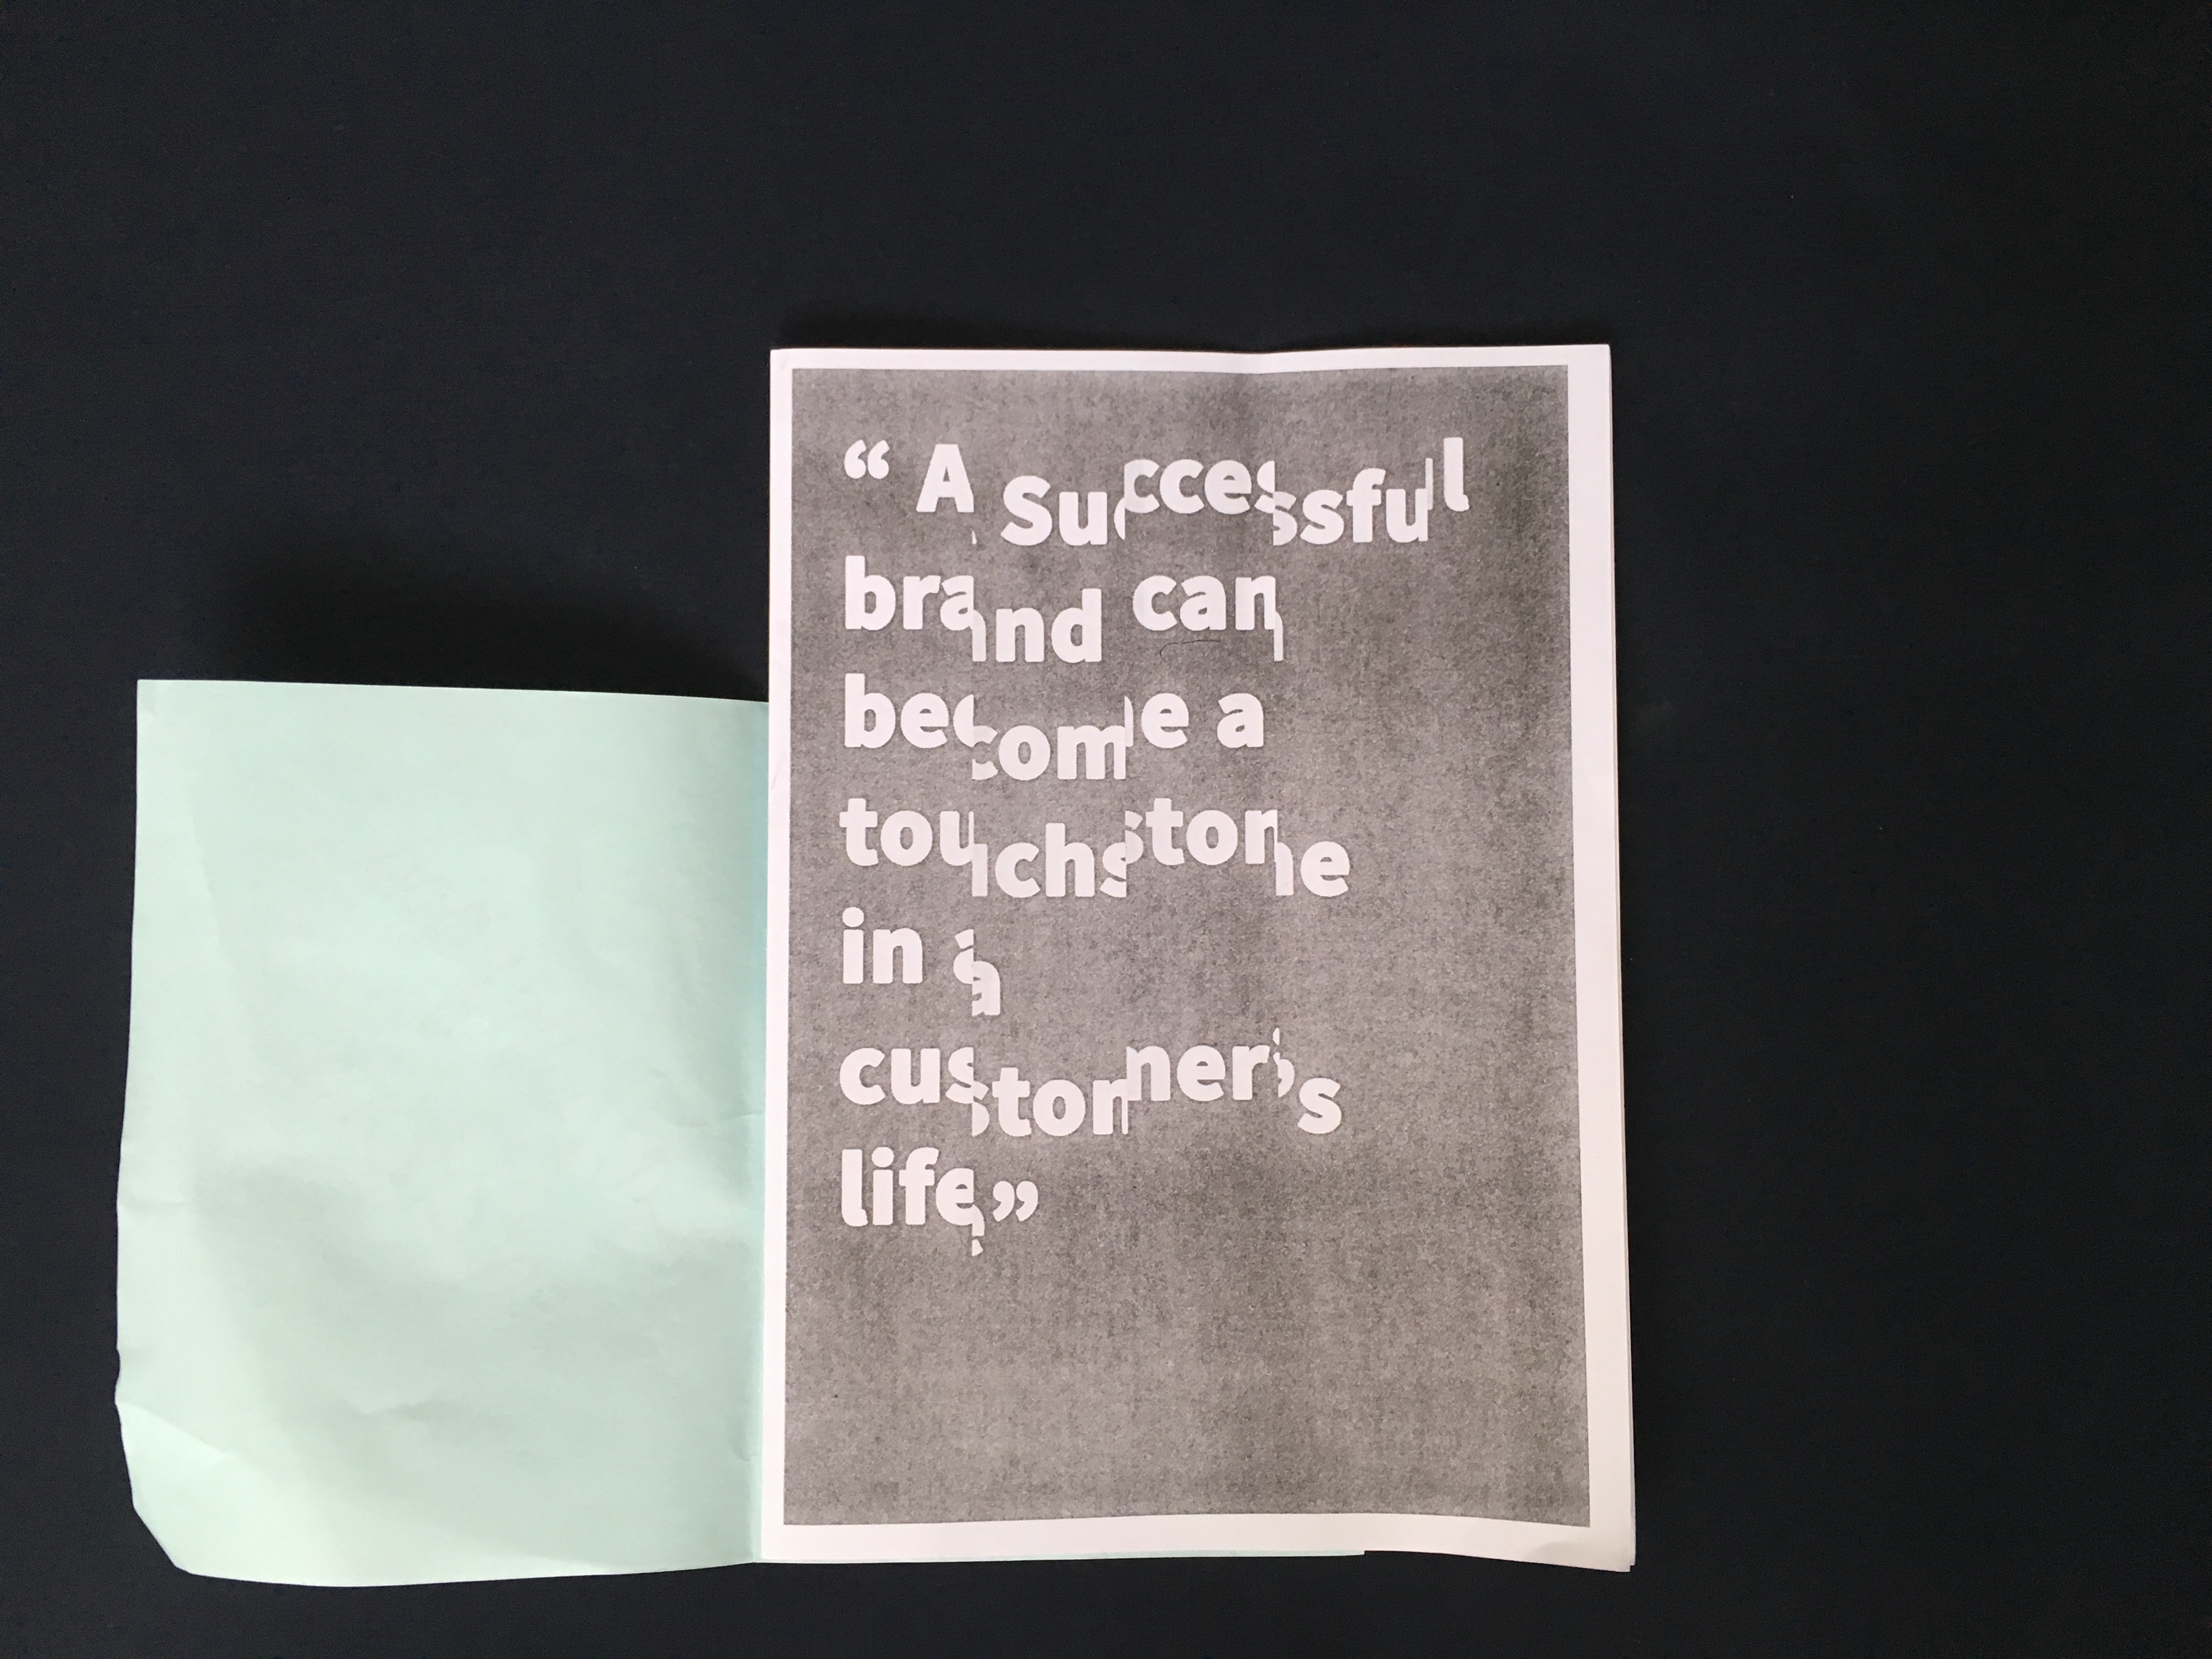 “ A Successful
brand can
become a
touchstone
in a
customer's
life.”